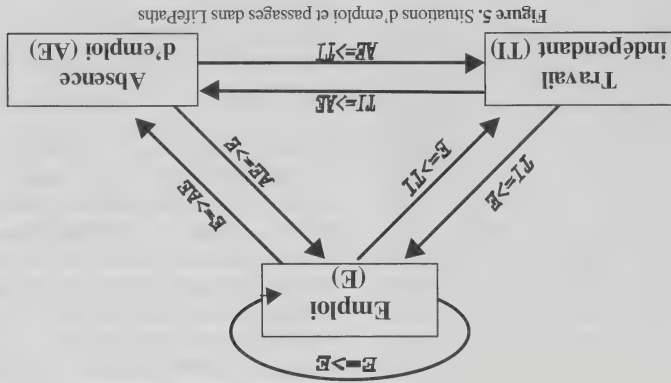 E=>E
Emploi
(E)
TI=>E
E=>TI
AE=>E
E=>AE
TI=>AE
Travail
indépendant (TI)
Absence
d'emploi (AE)
AE=>TI
Figure 5. Situations d'emploi et passages dans LifePaths